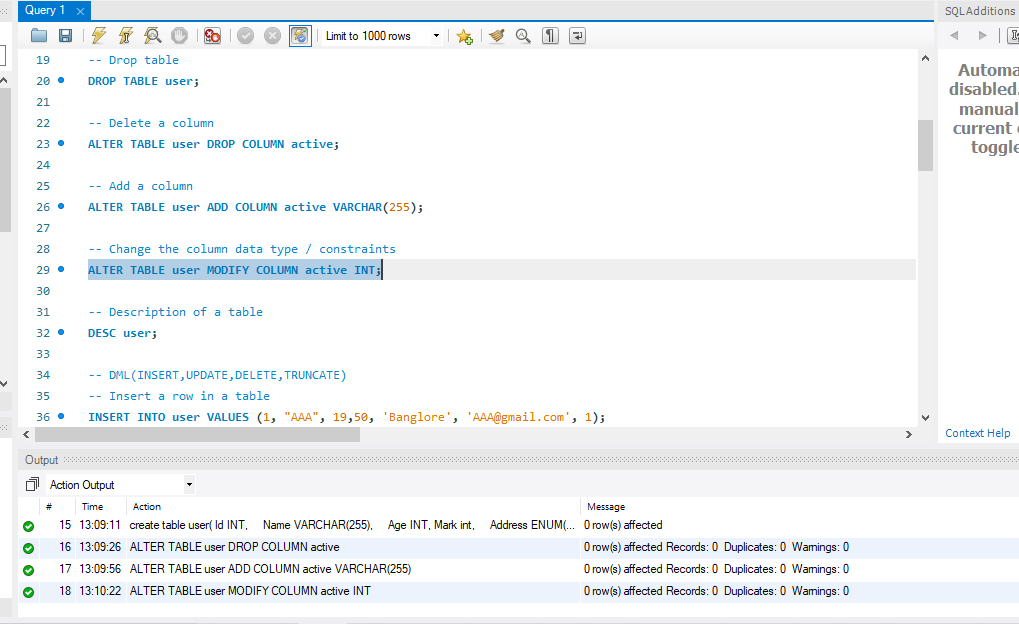 Query 1
SQLAdditions
Limit to 1000 rows
19 -- Drop table
20 DROP TABLE user;
21
22 -- Delete a column
23 ALTER TABLE user DROP COLUMN active;
24
25 -- Add a column
26 ALTER TABLE user ADD COLUMN active VARCHAR(255);
27
28 -- Change the column data type / constraints
29 ALTER TABLE user MODIFY COLUMN active INT;
30
31 -- Description of a table
32 DESC user;
33
34 -- DML(INSERT,UPDATE,DELETE,TRUNCATE)
35 -- Insert a row in a table
36 INSERT INTO user VALUES (1, "AAA", 19,50, 'Banglore', 'AAA@gmail.com', 1);
Automa
disabled.
manual
current
toggle
Context Help
Output
Action Output
# Time Action Message
15 13:09:11 create table user( Id INT, Name VARCHAR(255), Age INT, Mark int, Address ENUM(... 0 row(s) affected
16 13:09:26 ALTER TABLE user DROP COLUMN active 0 row(s) affected Records: 0 Duplicates: 0 Warnings: 0
17 13:09:56 ALTER TABLE user ADD COLUMN active VARCHAR(255) 0 row(s) affected Records: 0 Duplicates: 0 Warnings: 0
18 13:10:22 ALTER TABLE user MODIFY COLUMN active INT 0 row(s) affected Records: 0 Duplicates: 0 Warnings: 0